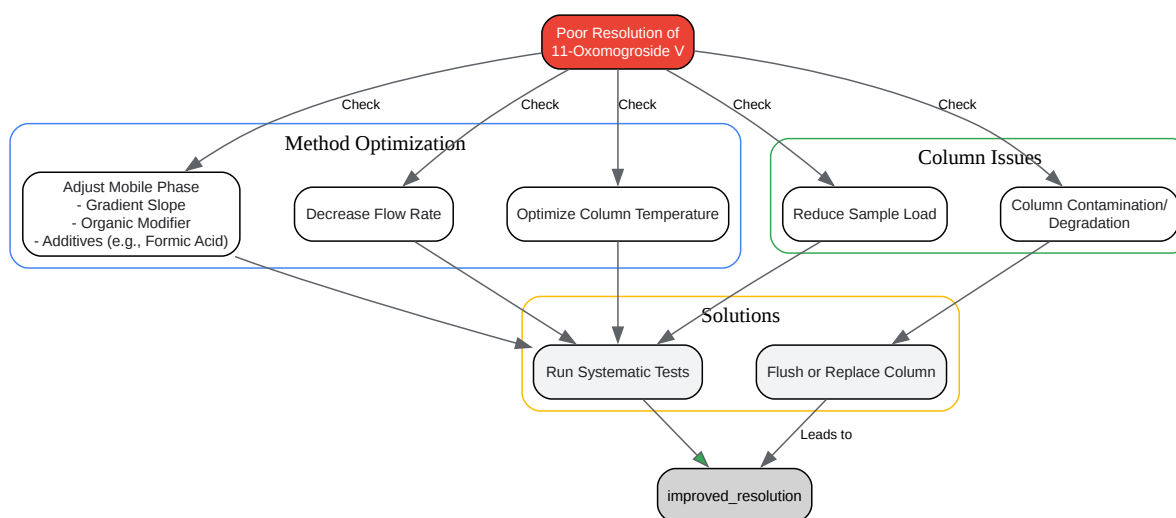 Poor Resolution of
11-Oxomogroside V
Check
Check
Check
Check
Check
Method Optimization
Column Issues
Adjust Mobile Phase
- Gradient Slope
- Organic Modifier
- Additives (e.g., Formic Acid)
Decrease Flow Rate
Optimize Column Temperature
Reduce Sample Load
Column Contamination/
Degradation
Solutions
Run Systematic Tests
Flush or Replace Column
Leads to
improved_resolution